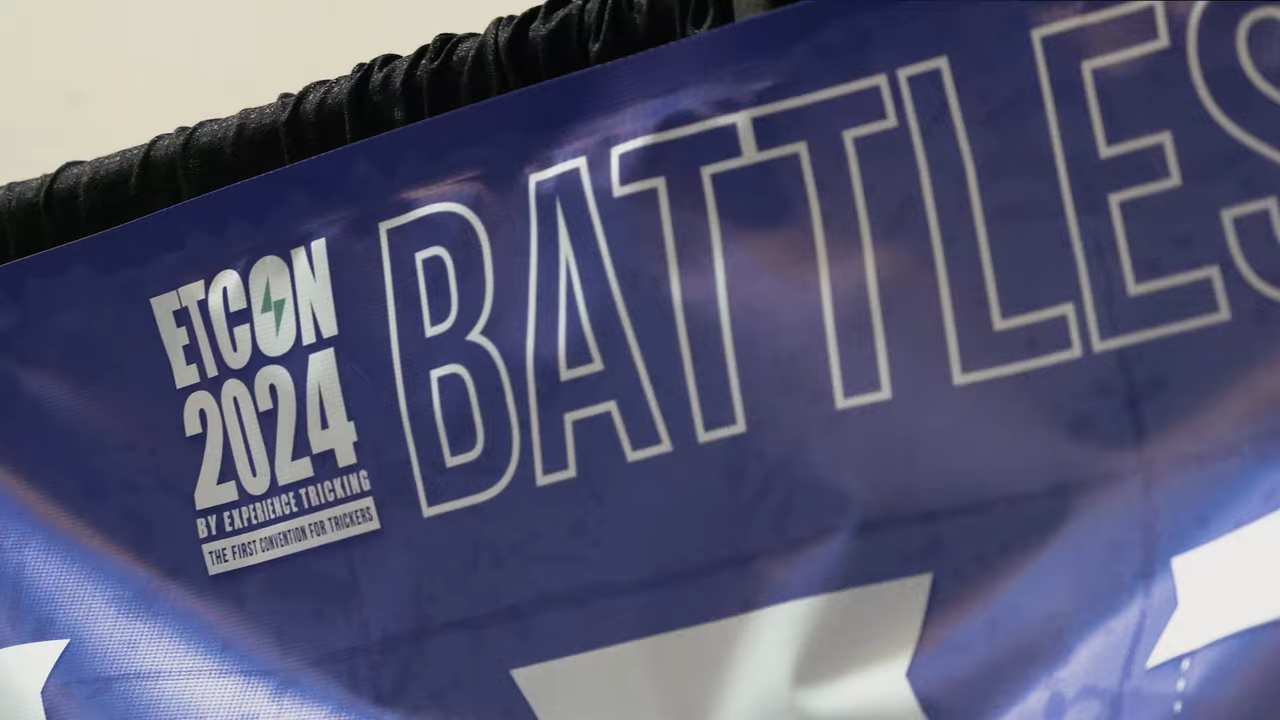 ETCON
2024
BY EXPERIENCE TRICKING
THE FIRST CONVENTION FOR TRICKERS
BATTLES